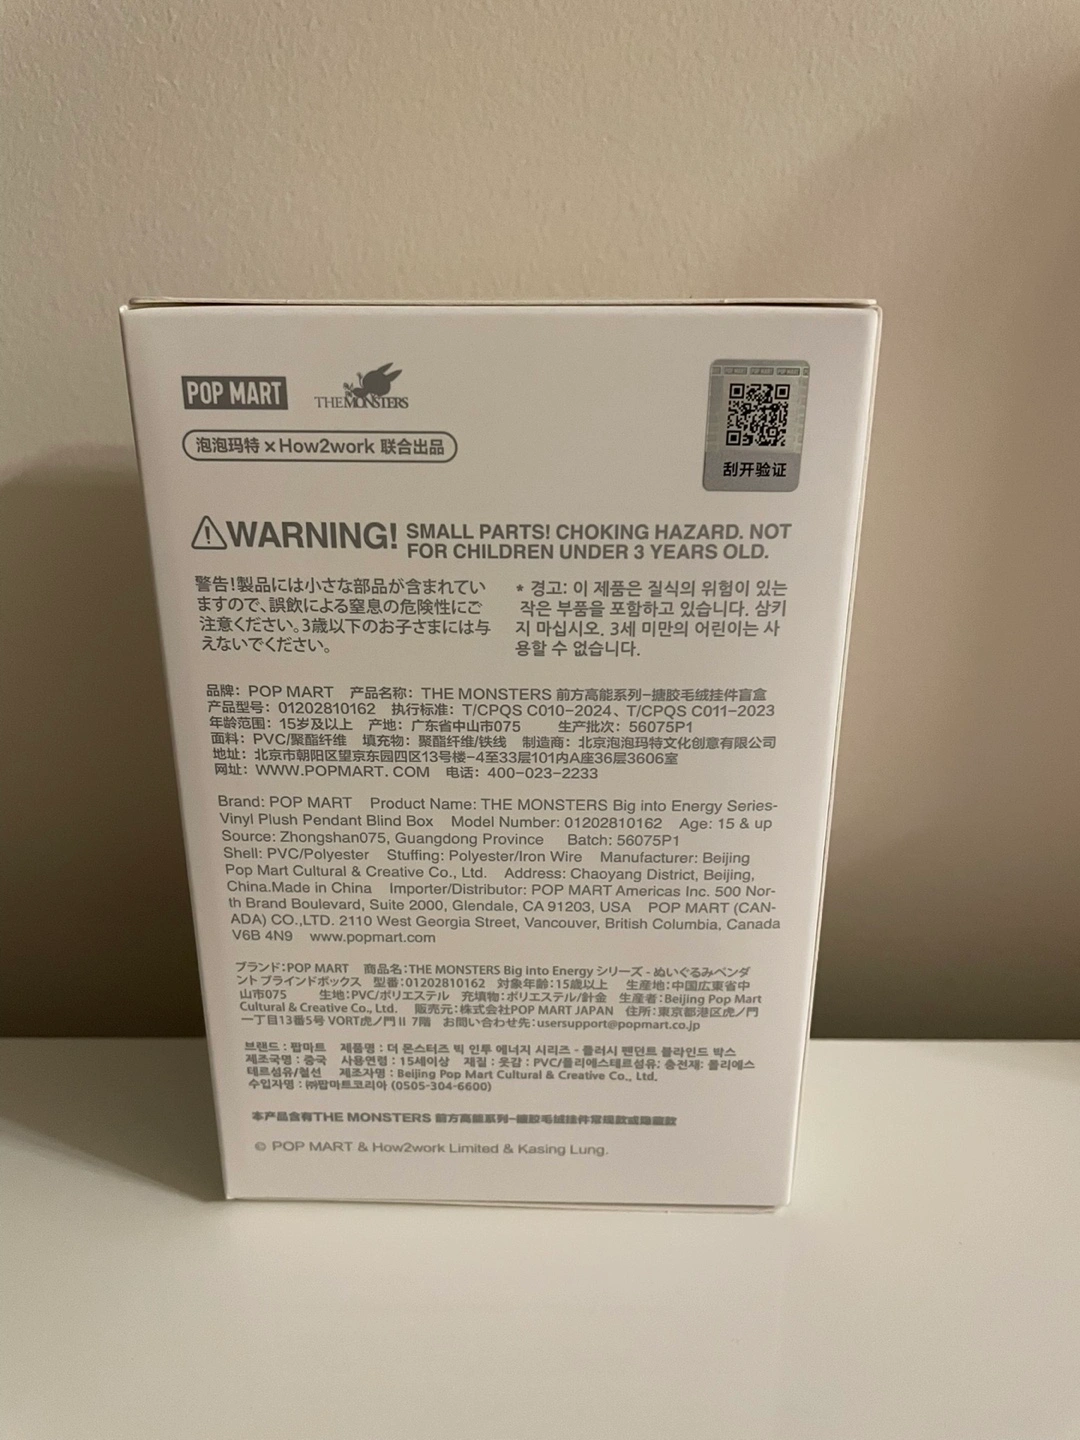 POP MART
THE MONSTERS
泡泡玛特 × How2work 联合出品
POP MART POP MART POP MART
刮开验证
WARNING! SMALL PARTS! CHOKING HAZARD. NOT
FOR CHILDREN UNDER 3 YEARS OLD.
警告!製品には小さな部品が含まれてい
ますので、誤飲による窒息の危険性にご
注意ください。3歳以下のお子さまには与
えないでください。
* 경고: 이 제품은 질식의 위험이 있는
작은 부품을 포함하고 있습니다. 삼키
지 마십시오. 3세 미만의 어린이는 사
용할 수 없습니다.
品牌: POP MART 产品名称: THE MONSTERS 前方高能系列-搪胶毛绒挂件盲盒
产品型号: 01202810162 执行标准: T/CPQS C010-2024、T/CPQS C011-2023
年龄范围: 15岁及以上 产地: 广东省中山市075 生产批次: 56075P1
面料: PVC/聚酯纤维 填充物: 聚酯纤维/铁线 制造商: 北京泡泡玛特文化创意有限公司
地址: 北京市朝阳区望京东园四区13号楼-4至33层101内A座36层3606室
网址: WWW.POPMART.COM 电话: 400-023-2233
Brand: POP MART Product Name: THE MONSTERS Big into Energy Series-
Vinyl Plush Pendant Blind Box Model Number: 01202810162 Age: 15 & up
Source: Zhongshan075, Guangdong Province Batch: 56075P1
Shell: PVC/Polyester Stuffing: Polyester/Iron Wire Manufacturer: Beijing
Pop Mart Cultural & Creative Co., Ltd. Address: Chaoyang District, Beijing,
China.Made in China Importer/Distributor: POP MART Americas Inc. 500 Nor-
th Brand Boulevard, Suite 2000, Glendale, CA 91203, USA POP MART (CAN-
ADA) CO.,LTD. 2110 West Georgia Street, Vancouver, British Columbia, Canada
V6B 4N9 www.popmart.com
ブランド:POP MART 商品名:THE MONSTERS Big into Energy シリーズ - ぬいぐるみペンダ
ント ブラインドボックス 型番:01202810162 対象年齢:15歳以上 生産地:中国広東省中
山市075 生地:PVC/ポリエステル 充填物:ポリエステル/針金 生産者:Beijing Pop Mart
Cultural & Creative Co., Ltd. 販売元:株式会社POP MART JAPAN 住所:東京都港区虎ノ門
一丁目13番5号 VORT虎ノ門 II 7階 お問い合わせ先:usersupport@popmart.co.jp
브랜드 : 팝마트 제품명 : 더 몬스터즈 빅 인투 에너지 시리즈 - 플러시 펜던트 블라인드 박스
제조국명 : 중국 사용연령 : 15세이상 재질 : 옷감 : PVC/폴리에스테르섬유: 충전재: 폴리에스
테르섬유/철선 제조자명 : Beijing Pop Mart Cultural & Creative Co., Ltd.
수입자명 : ㈜팝마트코리아 (0505-304-6600)
本产品含有THE MONSTERS 前方高能系列-搪胶毛绒挂件常规款或隐藏款
© POP MART & How2work Limited & Kasing Lung.